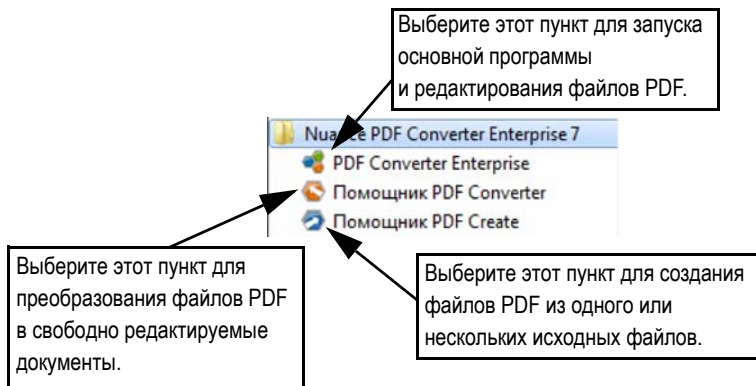 Выберите этот пункт для запуска
основной программы
и редактирования файлов PDF.
Nuance PDF Converter Enterprise 7
PDF Converter Enterprise
Помощник PDF Converter
Помощник PDF Create
Выберите этот пункт для
преобразования файлов PDF
в свободно редактируемые
документы.
Выберите этот пункт для создания
файлов PDF из одного или
нескольких исходных файлов.